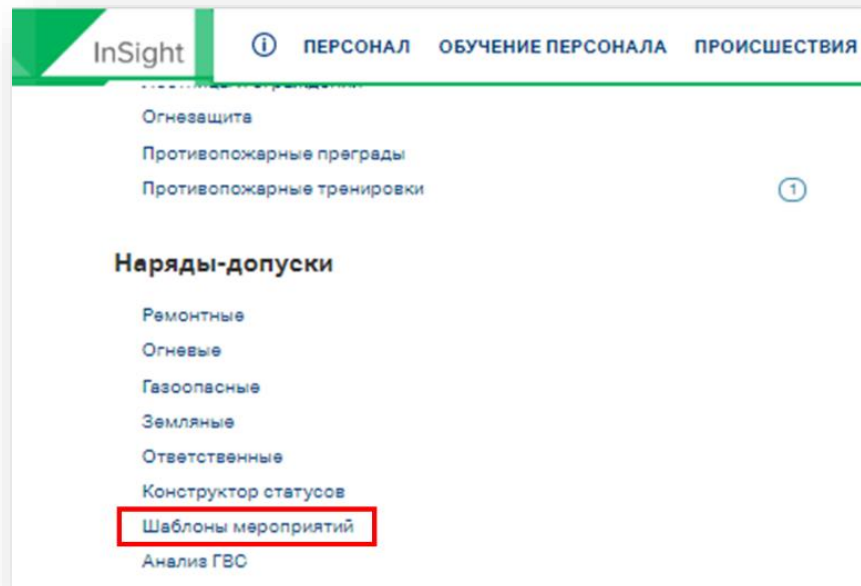 InSight
ПЕРСОНАЛ ОБУЧЕНИЕ ПЕРСОНАЛА ПРОИСШЕСТВИЯ
Огнезащита
Противопожарные преграды
Противопожарные тренировки 1
Наряды-допуски
Ремонтные
Огневые
Газоопасные
Земляные
Ответственные
Конструктор статусов
Шаблоны мероприятий
Анализ ГВС